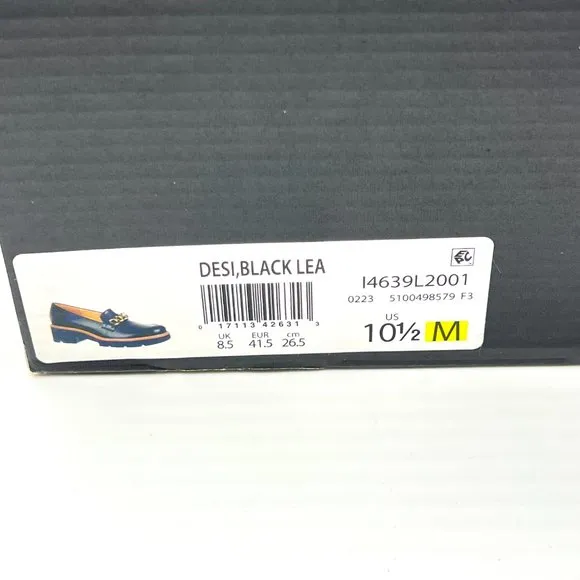 DESI,BLACK LEA
I4639L2001
0223 5100498579 F3
0 17113 42631 3
UK EUR cm
8.5 41.5 26.5
US
10½ M